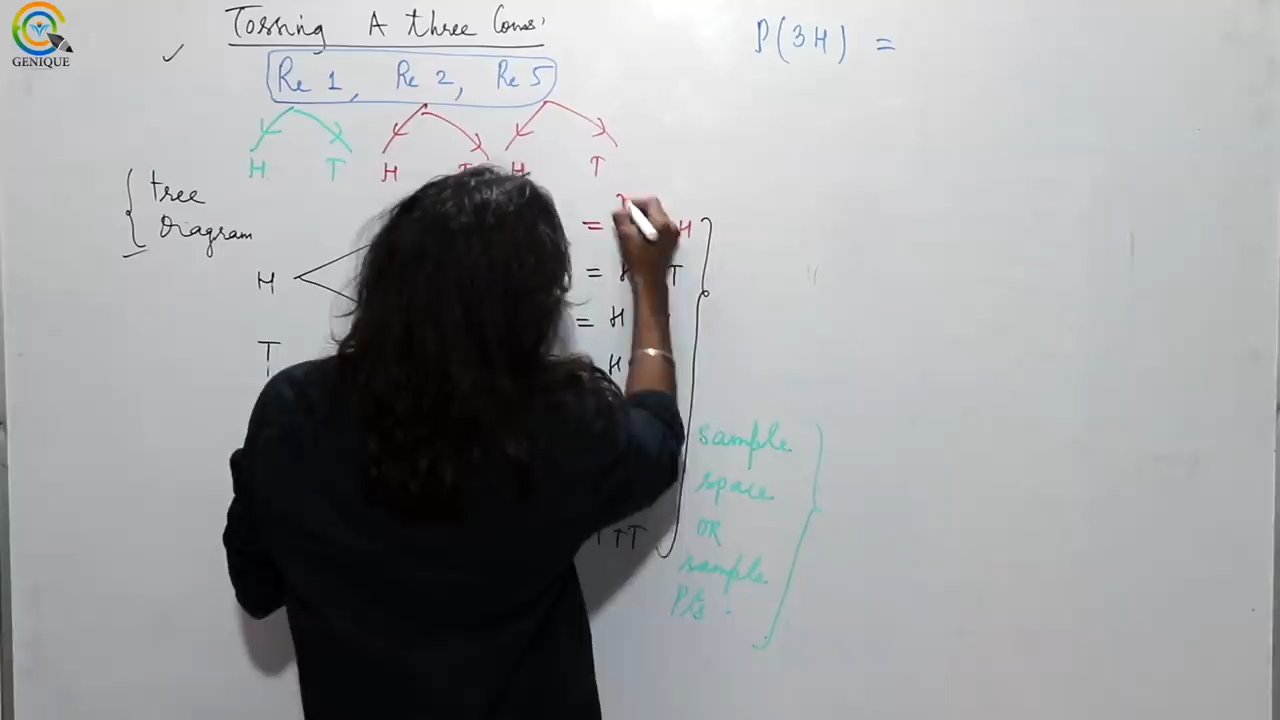 GENIQUE
Tossing A three Coins'
P(3H) =
Re 1, Re 2, Re 5
H T H T H T
{ tree
Diagram
= H
H
= H T
= H
T
H
sample
space
OR
sample
Pts.
TTT